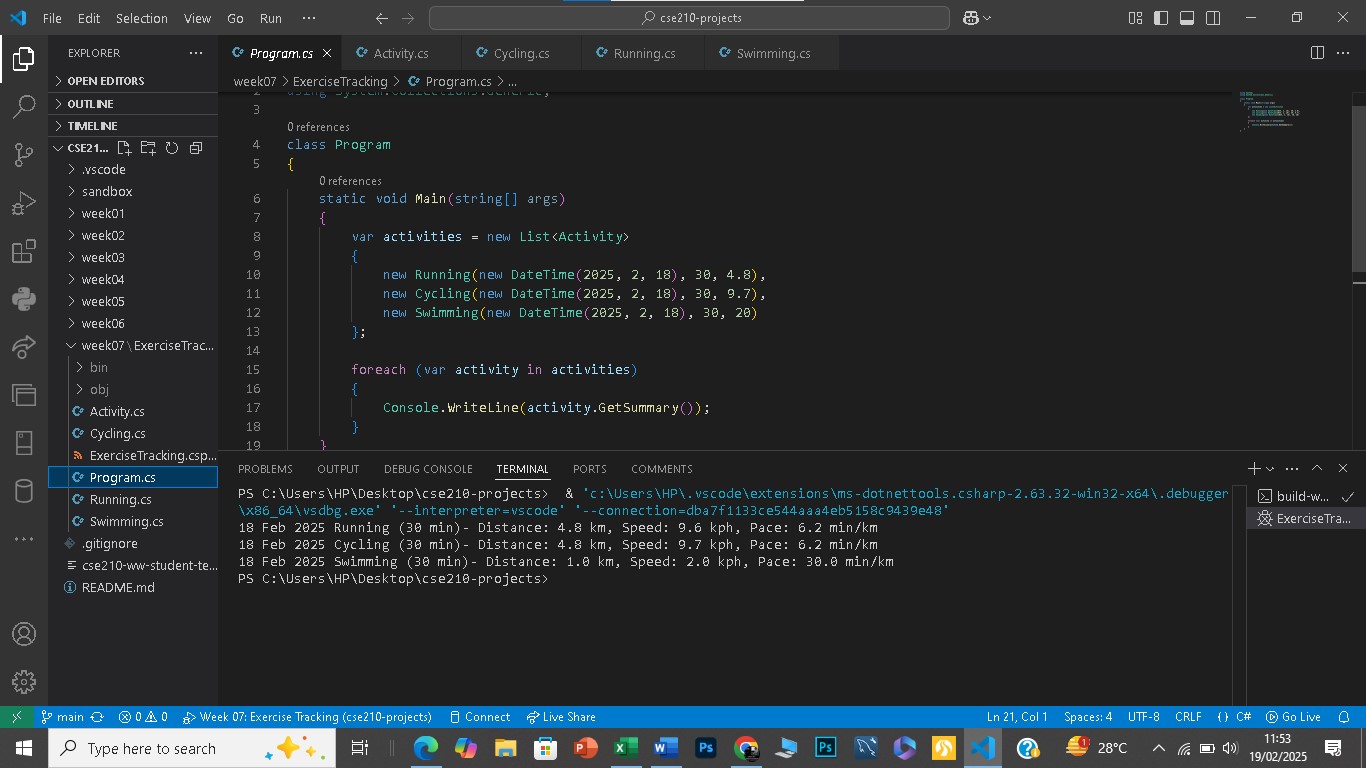 File Edit Selection View Go Run ··· cse210-projects
EXPLORER ···
OPEN EDITORS
OUTLINE
TIMELINE
CSE21...
.vscode
sandbox
week01
week02
week03
week04
week05
week06
week07\ExerciseTrac...
bin
obj
Activity.cs
Cycling.cs
ExerciseTracking.csp...
Program.cs
Running.cs
Swimming.cs
.gitignore
cse210-ww-student-te...
README.md
Program.cs Activity.cs Cycling.cs Running.cs Swimming.cs
week07 > ExerciseTracking > Program.cs > ...
2 using System.Collections.Generic;
3
0 references
4 class Program
5 {
0 references
6 static void Main(string[] args)
7 {
8 var activities = new List<Activity>
9 {
10 new Running(new DateTime(2025, 2, 18), 30, 4.8),
11 new Cycling(new DateTime(2025, 2, 18), 30, 9.7),
12 new Swimming(new DateTime(2025, 2, 18), 30, 20)
13 };
14
15 foreach (var activity in activities)
16 {
17 Console.WriteLine(activity.GetSummary());
18 }
19 }
PROBLEMS OUTPUT DEBUG CONSOLE TERMINAL PORTS COMMENTS
PS C:\Users\HP\Desktop\cse210-projects> & 'c:\Users\HP\.vscode\extensions\ms-dotnettools.csharp-2.63.32-win32-x64\.debugger
\x86_64\vsdbg.exe' '--interpreter=vscode' '--connection=dba7f1133ce544aaa4eb5158c9439e48'
18 Feb 2025 Running (30 min)- Distance: 4.8 km, Speed: 9.6 kph, Pace: 6.2 min/km
18 Feb 2025 Cycling (30 min)- Distance: 4.8 km, Speed: 9.7 kph, Pace: 6.2 min/km
18 Feb 2025 Swimming (30 min)- Distance: 1.0 km, Speed: 2.0 kph, Pace: 30.0 min/km
PS C:\Users\HP\Desktop\cse210-projects>
build-w...
ExerciseTra...
main 0 0 Week 07: Exercise Tracking (cse210-projects) Connect Live Share Ln 21, Col 1 Spaces: 4 UTF-8 CRLF {} C# Go Live
Type here to search 28°C 11:53
19/02/2025